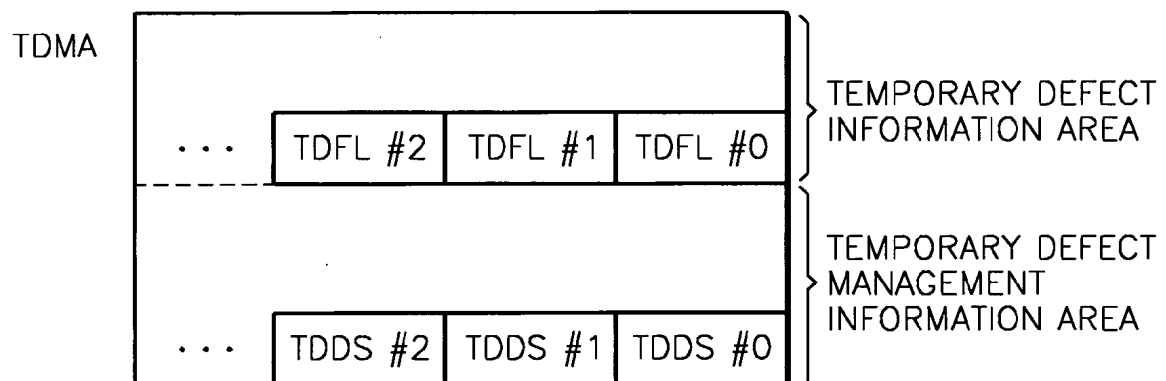 TDMA
TEMPORARY DEFECT
INFORMATION AREA
... TDFL #2 TDFL #1 TDFL #0
TEMPORARY DEFECT
MANAGEMENT
INFORMATION AREA
... TDDS #2 TDDS #1 TDDS #0